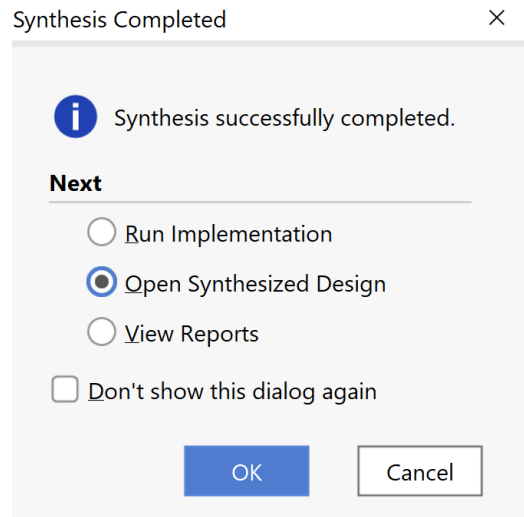 Synthesis Completed
Synthesis successfully completed.
Next
Run Implementation
Open Synthesized Design
View Reports
Don't show this dialog again
OK
Cancel